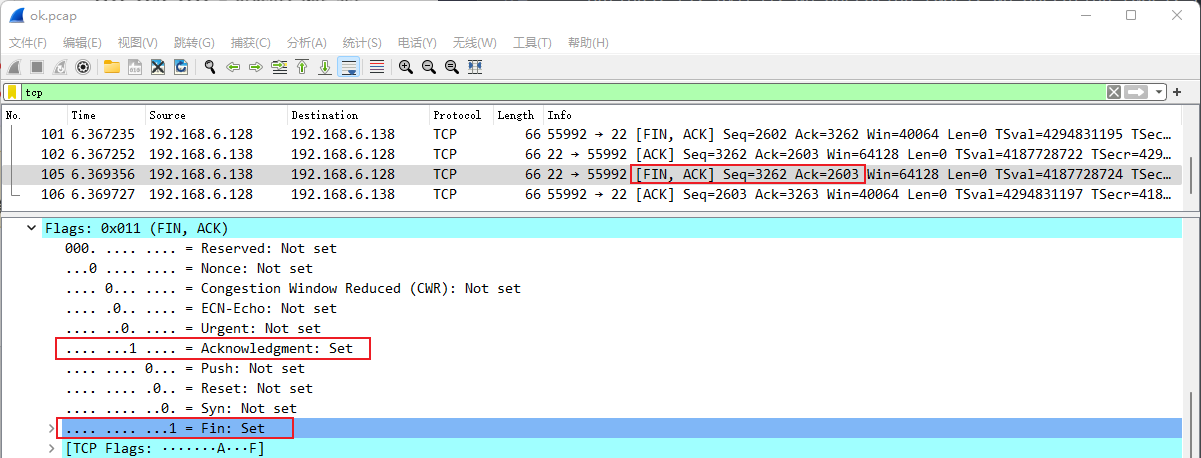 ok.pcap
文件(F) 编辑(E) 视图(V) 跳转(G) 捕获(C) 分析(A) 统计(S) 电话(Y) 无线(W) 工具(T) 帮助(H)
tcp
No. Time Source Destination Protocol Length Info
101 6.367235 192.168.6.128 192.168.6.138 TCP 66 55992 → 22 [FIN, ACK] Seq=2602 Ack=3262 Win=40064 Len=0 TSval=4294831195 TSec…
102 6.367252 192.168.6.138 192.168.6.128 TCP 66 22 → 55992 [ACK] Seq=3262 Ack=2603 Win=64128 Len=0 TSval=4187728722 TSecr=429…
105 6.369356 192.168.6.138 192.168.6.128 TCP 66 22 → 55992 [FIN, ACK] Seq=3262 Ack=2603 Win=64128 Len=0 TSval=4187728724 TSec…
106 6.369727 192.168.6.128 192.168.6.138 TCP 66 55992 → 22 [ACK] Seq=2603 Ack=3263 Win=40064 Len=0 TSval=4294831197 TSecr=418…
Flags: 0x011 (FIN, ACK)
000. .... .... = Reserved: Not set
...0 .... .... = Nonce: Not set
.... 0... .... = Congestion Window Reduced (CWR): Not set
.... .0.. .... = ECN-Echo: Not set
.... ..0. .... = Urgent: Not set
.... ...1 .... = Acknowledgment: Set
.... .... 0... = Push: Not set
.... .... .0.. = Reset: Not set
.... .... ..0. = Syn: Not set
.... .... ...1 = Fin: Set
[TCP Flags: ·······A···F]